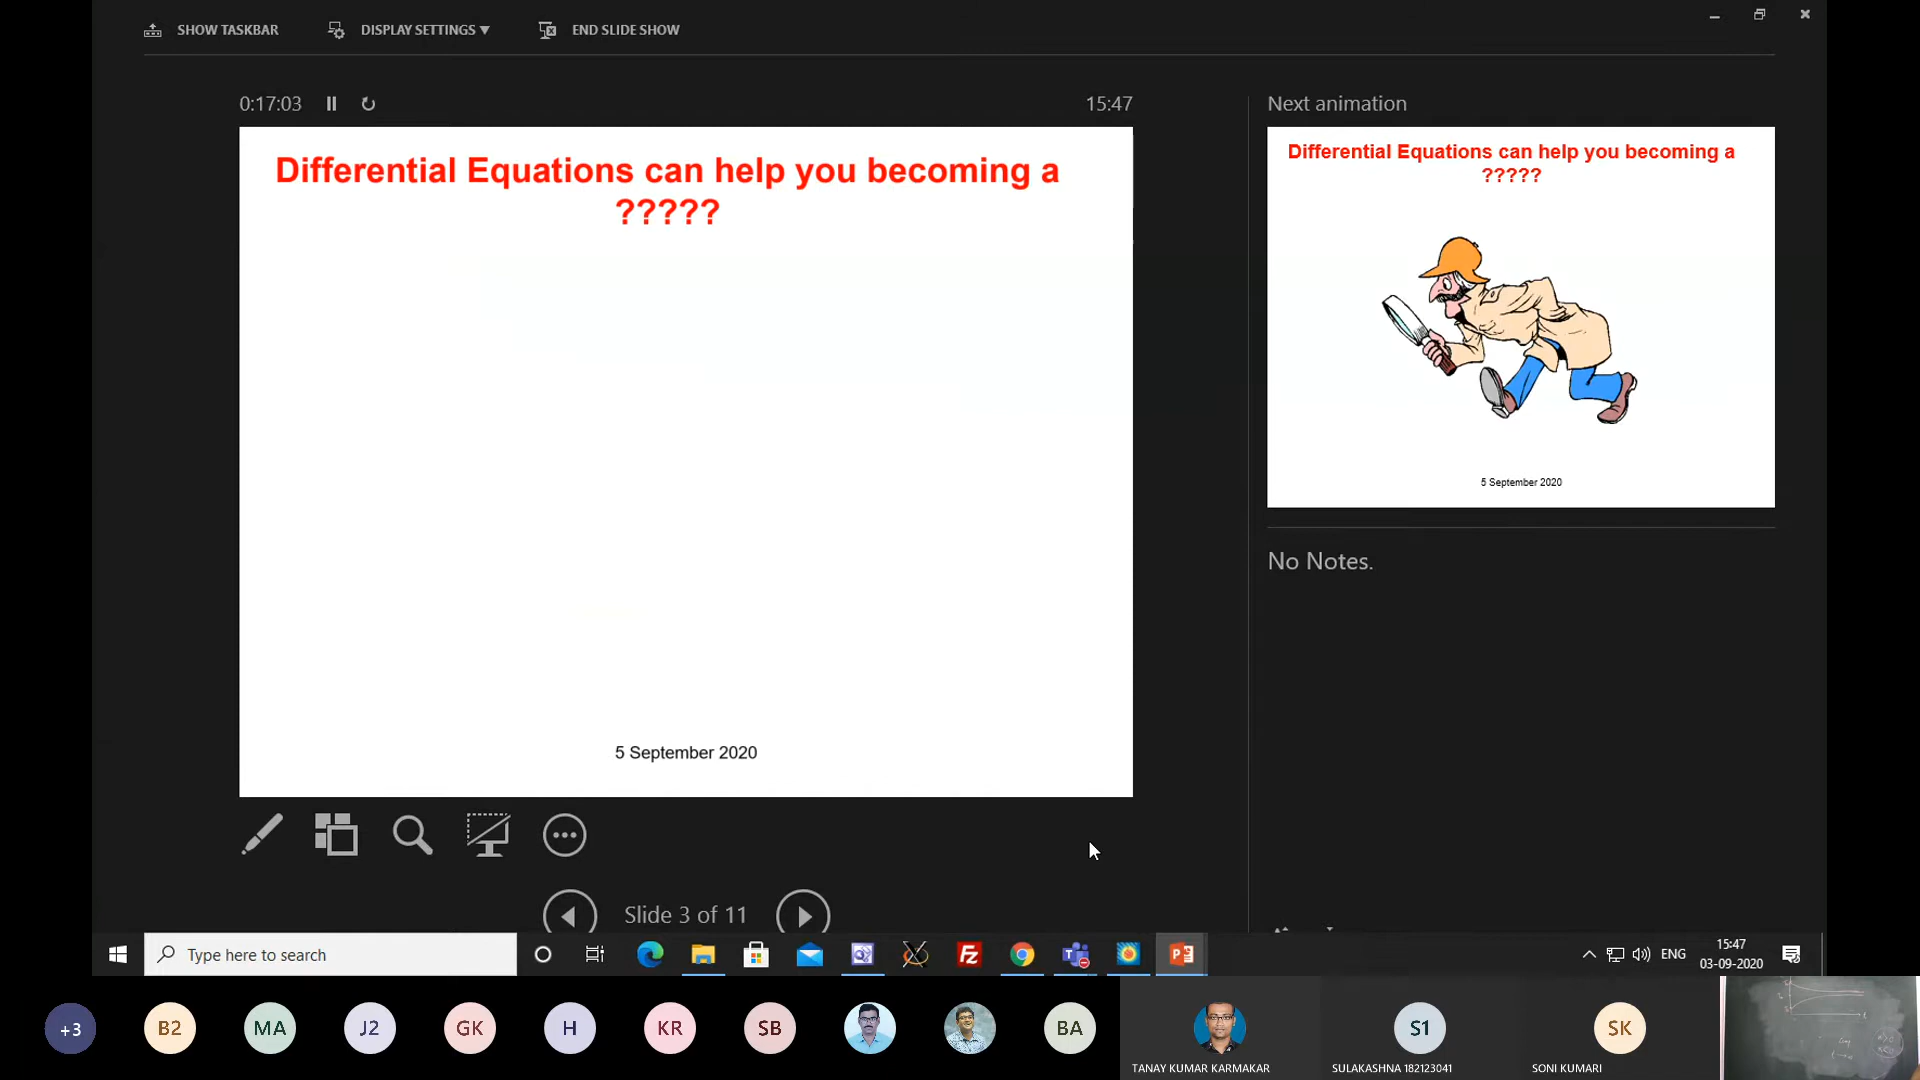 SHOW TASKBAR
DISPLAY SETTINGS ▼
END SLIDE SHOW
0:17:03
15:47
Next animation
Differential Equations can help you becoming a
?????
5 September 2020
Differential Equations can help you becoming a
?????
5 September 2020
No Notes.
Slide 3 of 11
Type here to search
ENG
15:47
03-09-2020
+3
B2
MA
J2
GK
H
KR
SB
BA
S1
SK
TANAY KUMAR KARMAKAR
SULAKASHNA 182123041
SONI KUMARI